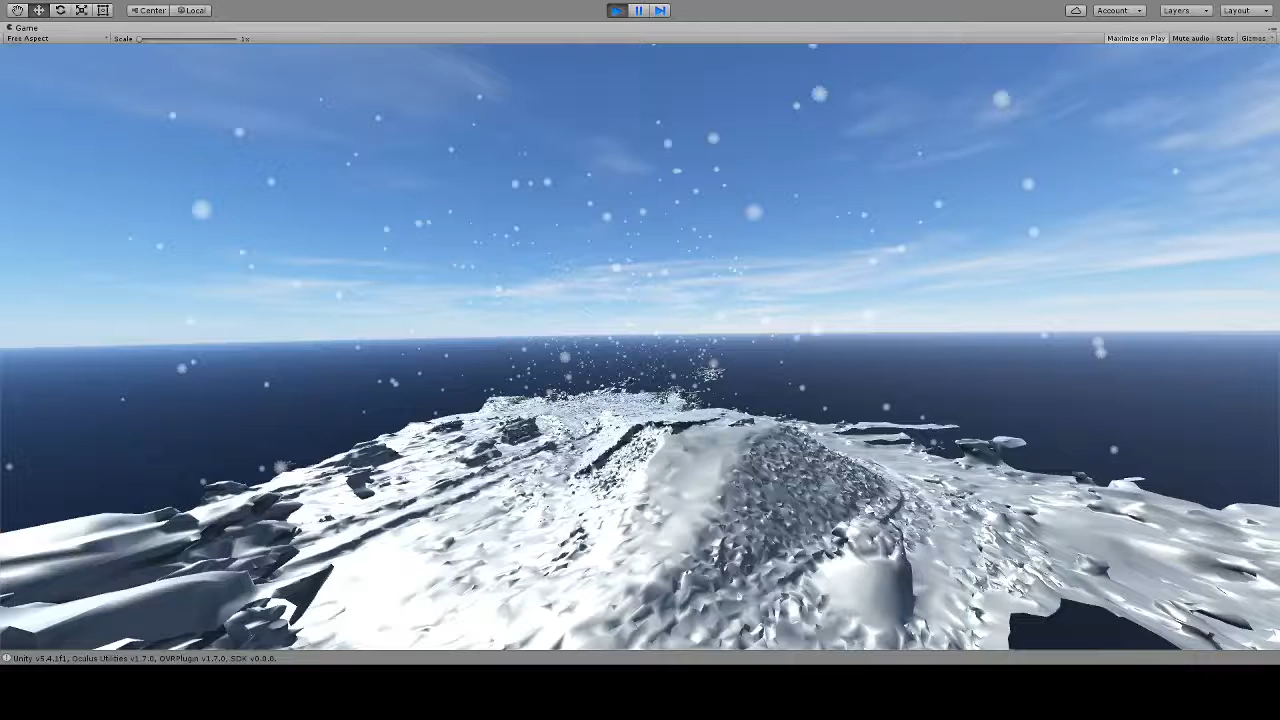 Center Local Account Layers Layout
Game
Free Aspect Scale 1x Maximize on Play Mute audio Stats Gizmos
Unity v5.4.1f1, Oculus Utilities v1.7.0, OVRPlugin v1.7.0, SDK v0.0.0.